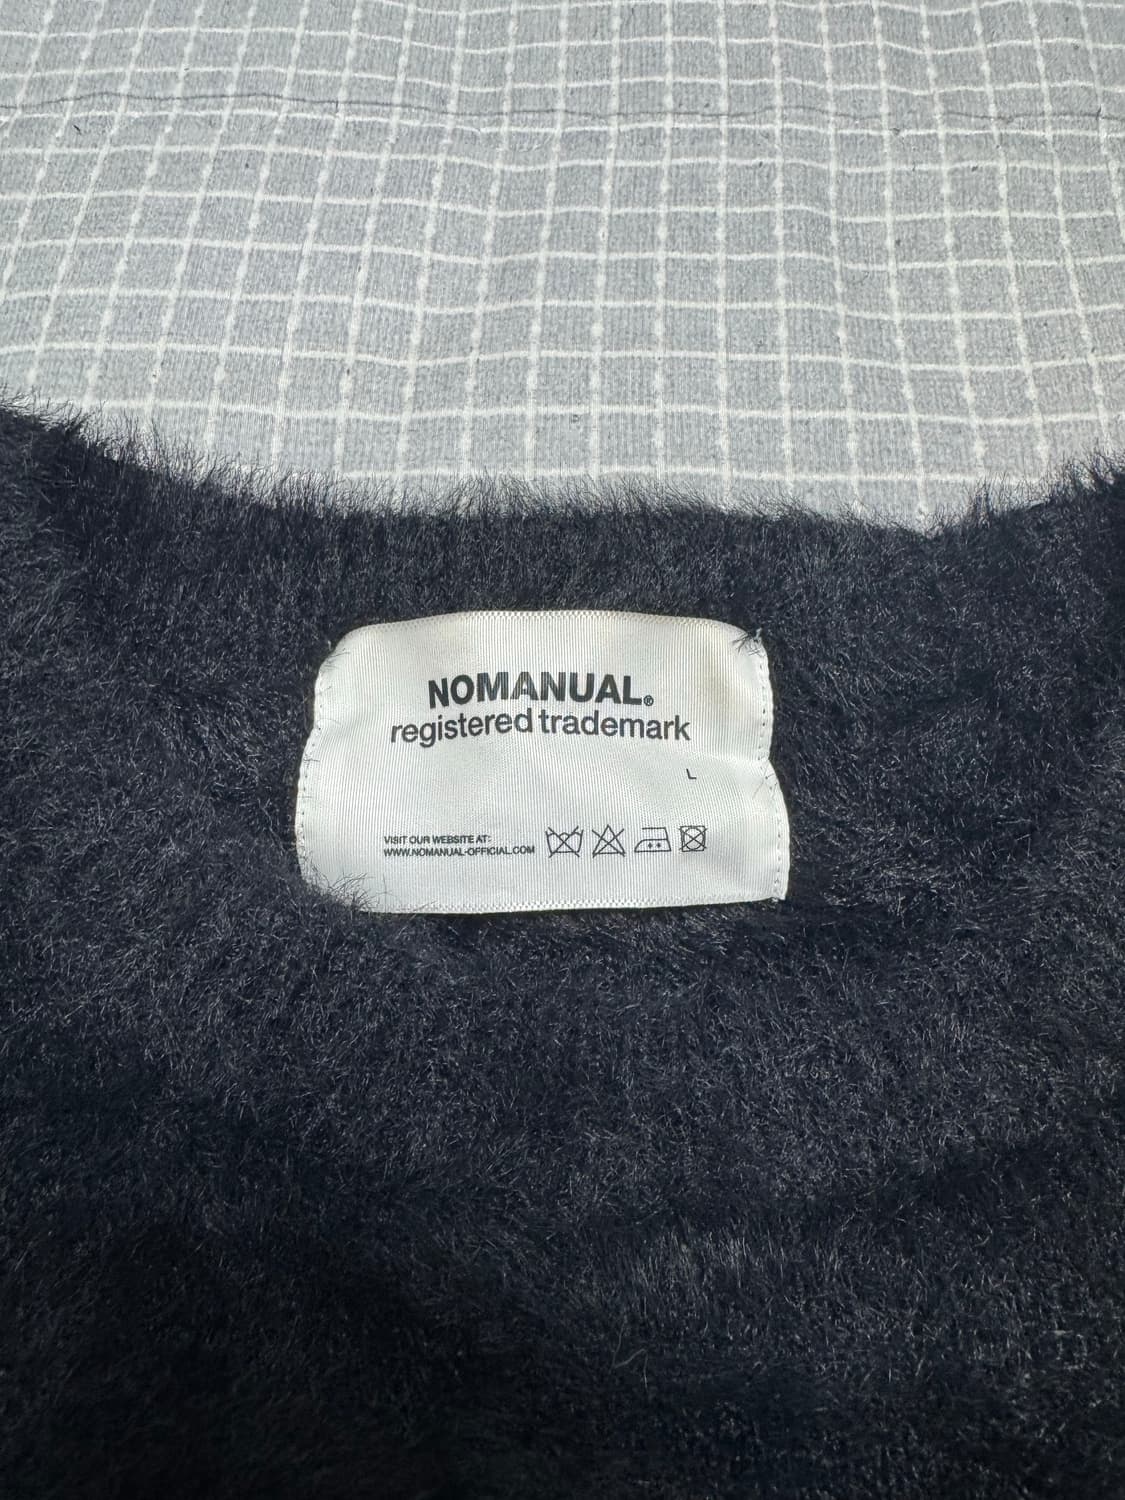 NOMANUAL®
registered trademark
L
VISIT OUR WEBSITE AT:
WWW.NOMANUAL-OFFICIAL.COM